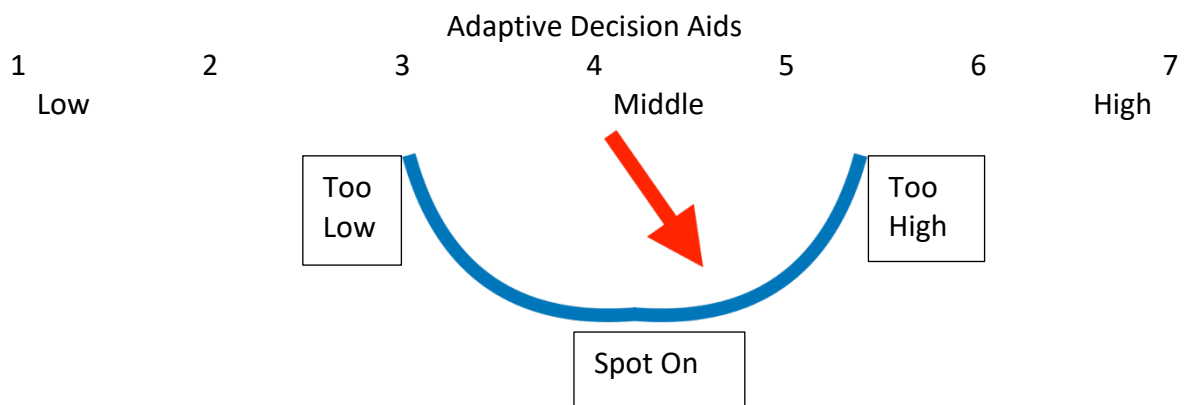 Adaptive Decision Aids
1 2 3 4 5 6 7
Low Middle High
Too
Low
Too
High
Spot On